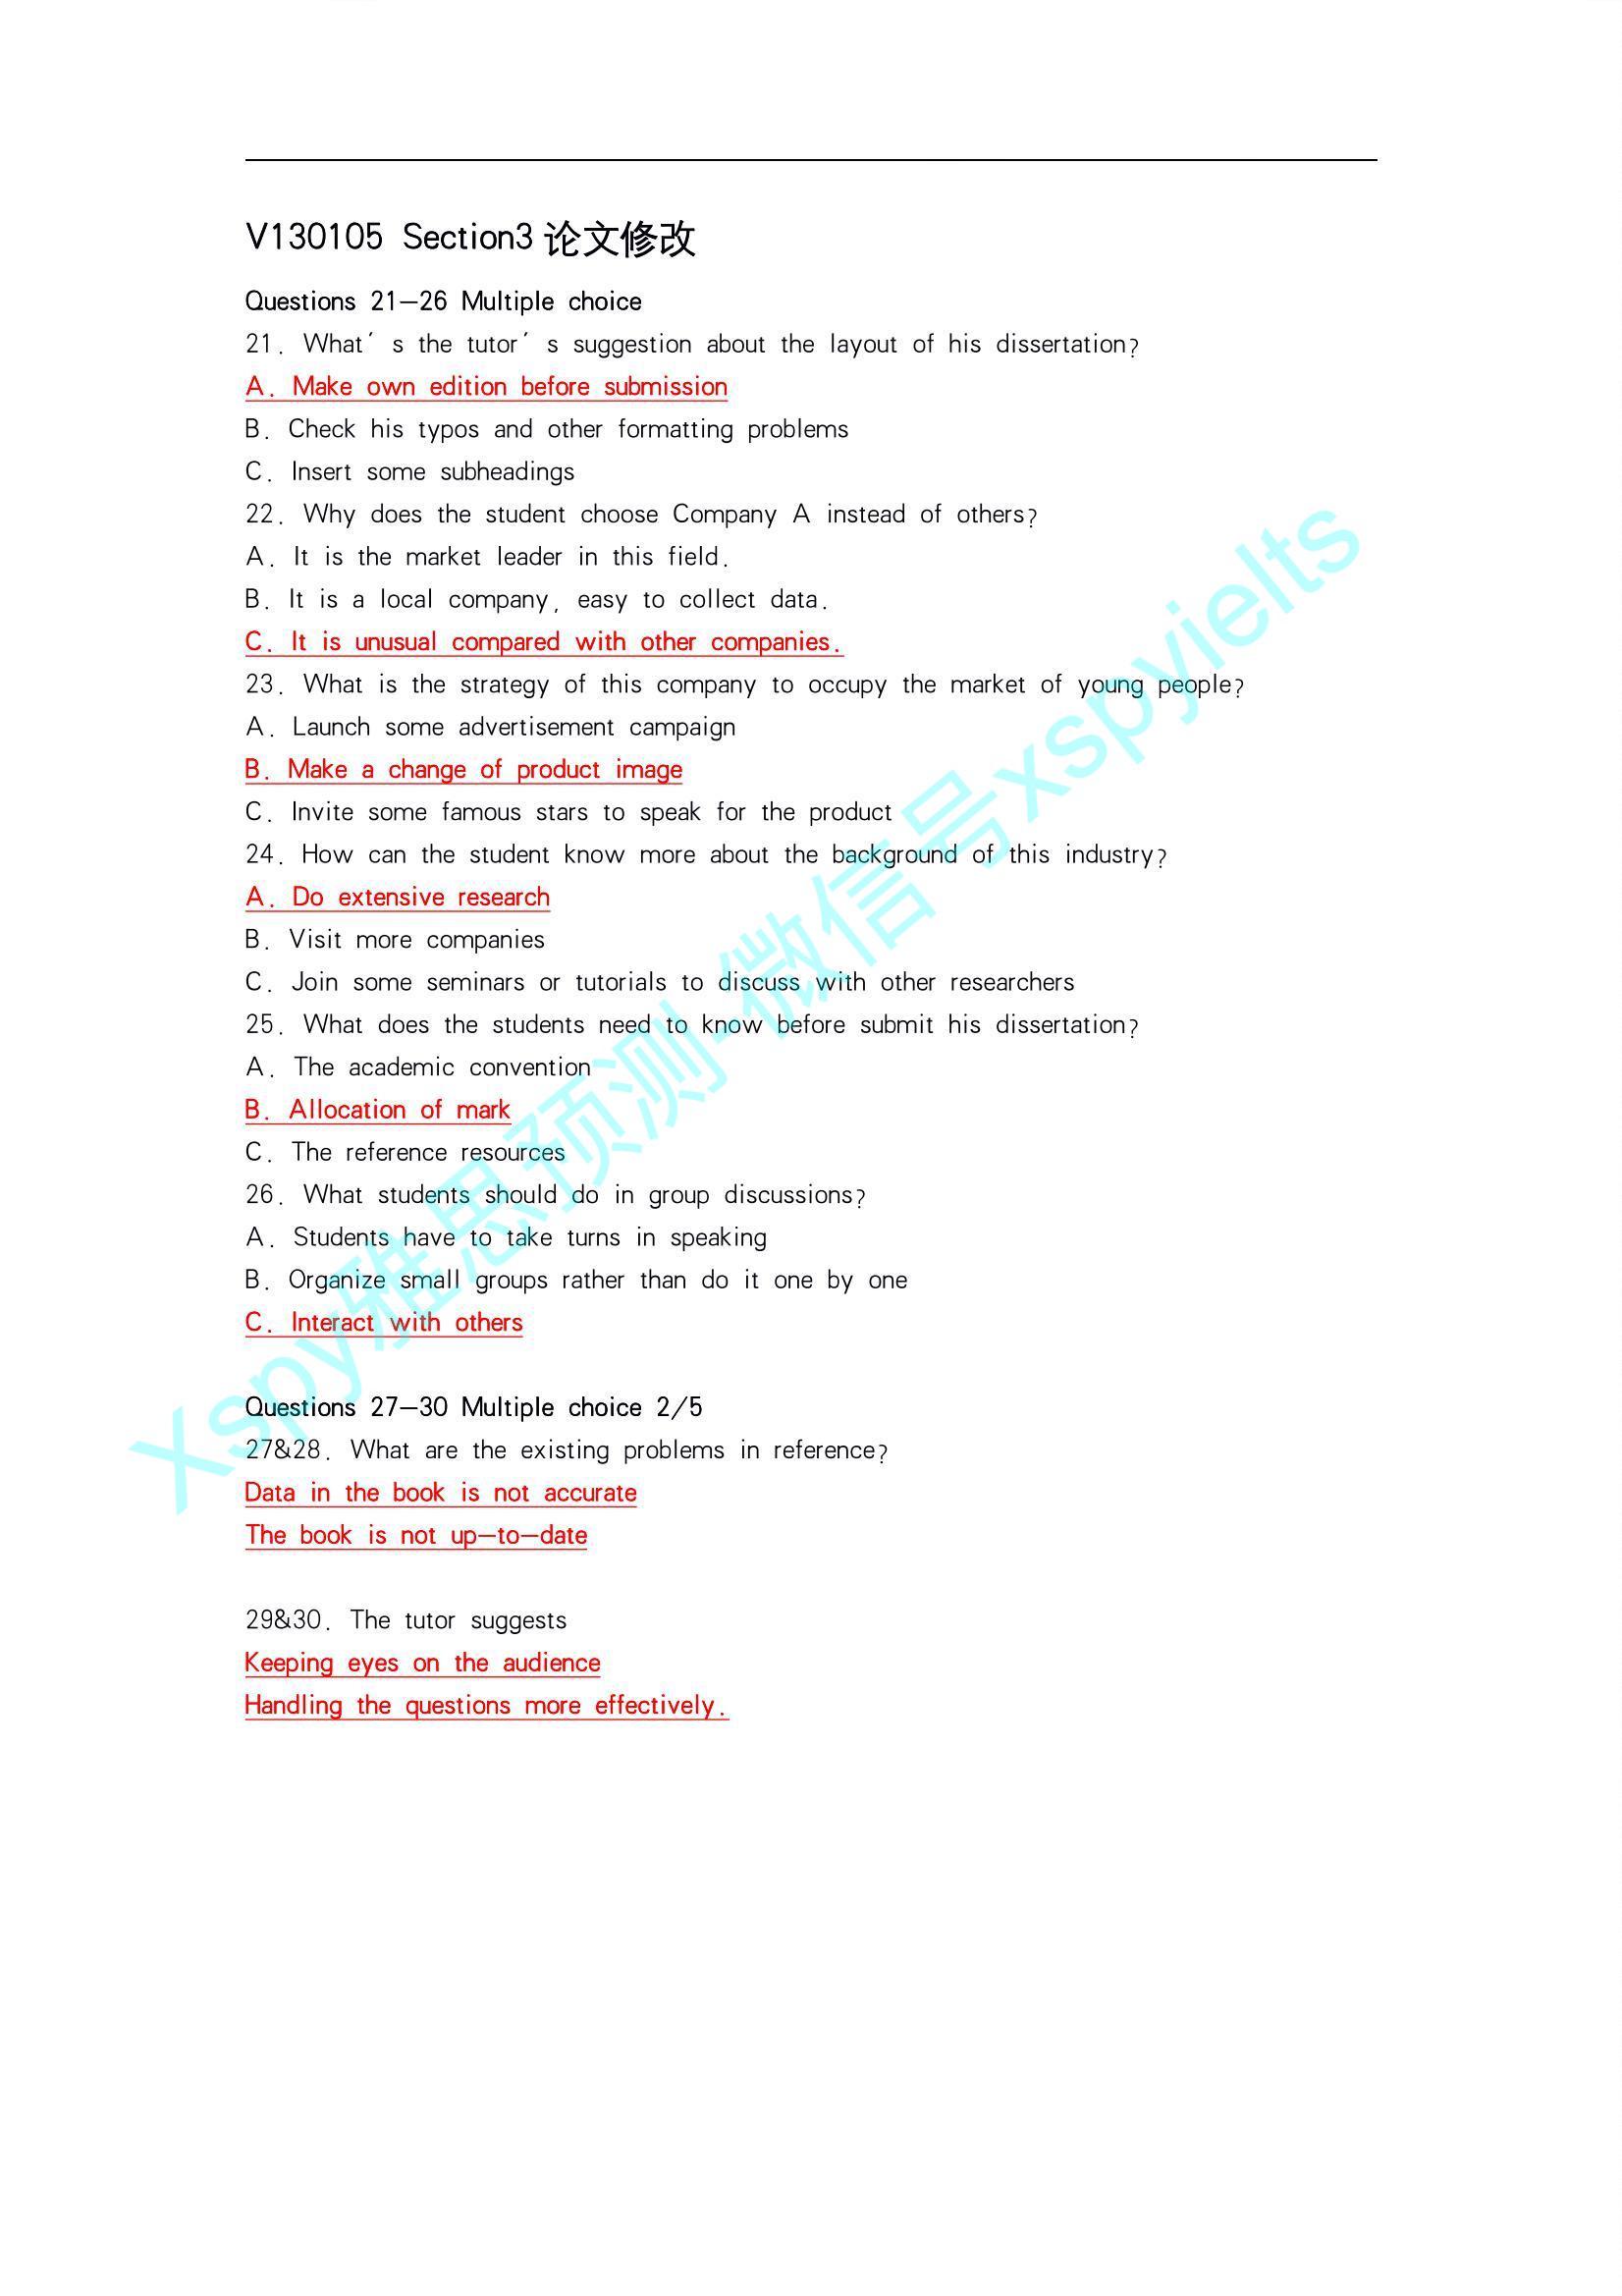 V130105 Section3 论文修改
Questions 21—26 Multiple choice
21. What´ s the tutor´ s suggestion about the layout of his dissertation?
A. Make own edition before submission
B. Check his typos and other formatting problems
C. Insert some subheadings
22. Why does the student choose Company A instead of others?
A. It is the market leader in this field.
B. It is a local company, easy to collect data.
C. It is unusual compared with other companies.
23. What is the strategy of this company to occupy the market of young people?
A. Launch some advertisement campaign
B. Make a change of product image
C. Invite some famous stars to speak for the product
24. How can the student know more about the background of this industry?
A. Do extensive research
B. Visit more companies
C. Join some seminars or tutorials to discuss with other researchers
25. What does the students need to know before submit his dissertation?
A. The academic convention
B. Allocation of mark
C. The reference resources
26. What students should do in group discussions?
A. Students have to take turns in speaking
B. Organize small groups rather than do it one by one
C. Interact with others
Questions 27—30 Multiple choice 2/5
27&28. What are the existing problems in reference?
Data in the book is not accurate
The book is not up—to—date
29&30. The tutor suggests
Keeping eyes on the audience
Handling the questions more effectively.
Xspy雅思预测-微信号xspyielts